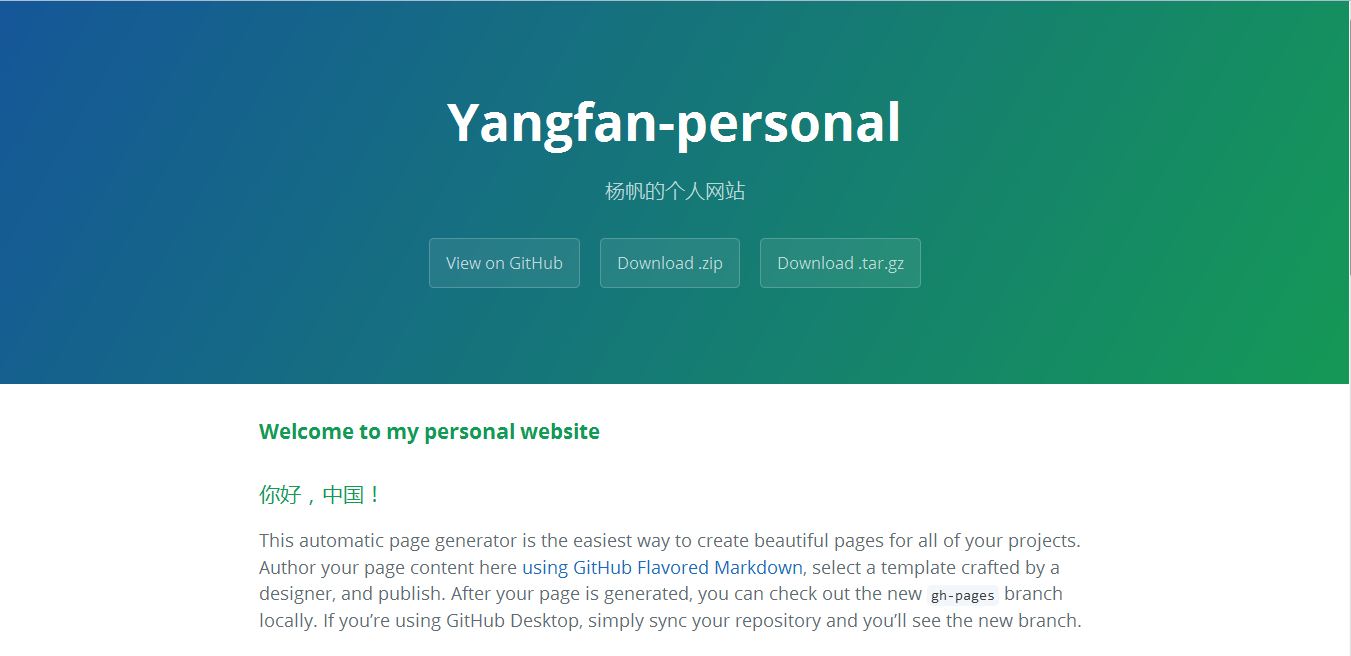 Yangfan-personal
杨帆的个人网站
View on GitHub
Download .zip
Download .tar.gz
Welcome to my personal website
你好，中国！
This automatic page generator is the easiest way to create beautiful pages for all of your projects.
Author your page content here using GitHub Flavored Markdown, select a template crafted by a
designer, and publish. After your page is generated, you can check out the new gh-pages branch
locally. If you’re using GitHub Desktop, simply sync your repository and you’ll see the new branch.